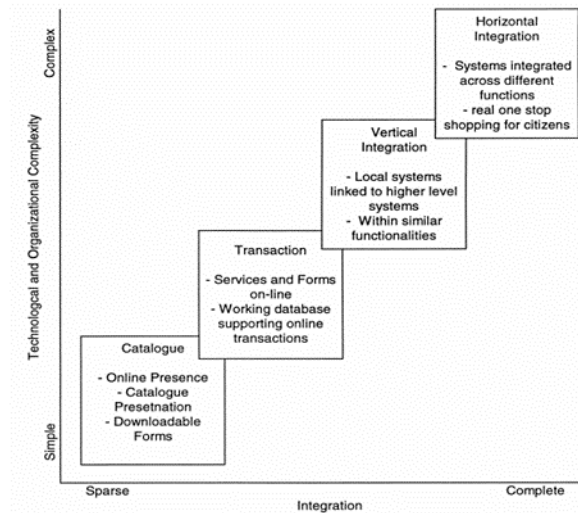 Horizontal
Integration
- Systems integrated
across different
functions
- real one stop
shopping for citizens
Vertical
Integration
- Local systems
linked to higher level
systems
- Within similar
functionalities
Transaction
- Services and Forms
on-line
- Working database
supporting online
transactions
Catalogue
- Online Presence
- Catalogue
Presetnation
- Downloadable
Forms
Complex
Technologcal and Organizational Complexity
Simple
Sparse
Complete
Integration